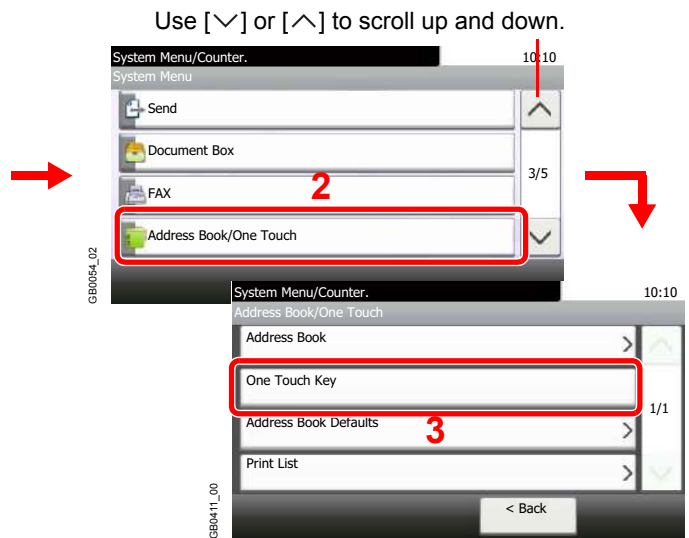 Use [∨] or [∧] to scroll up and down.
System Menu/Counter.
10:10
System Menu
Send
Document Box
3/5
FAX
2
Address Book/One Touch
GB0054_02
System Menu/Counter.
10:10
Address Book/One Touch
Address Book
One Touch Key
1/1
Address Book Defaults
3
Print List
< Back
GB0411_00